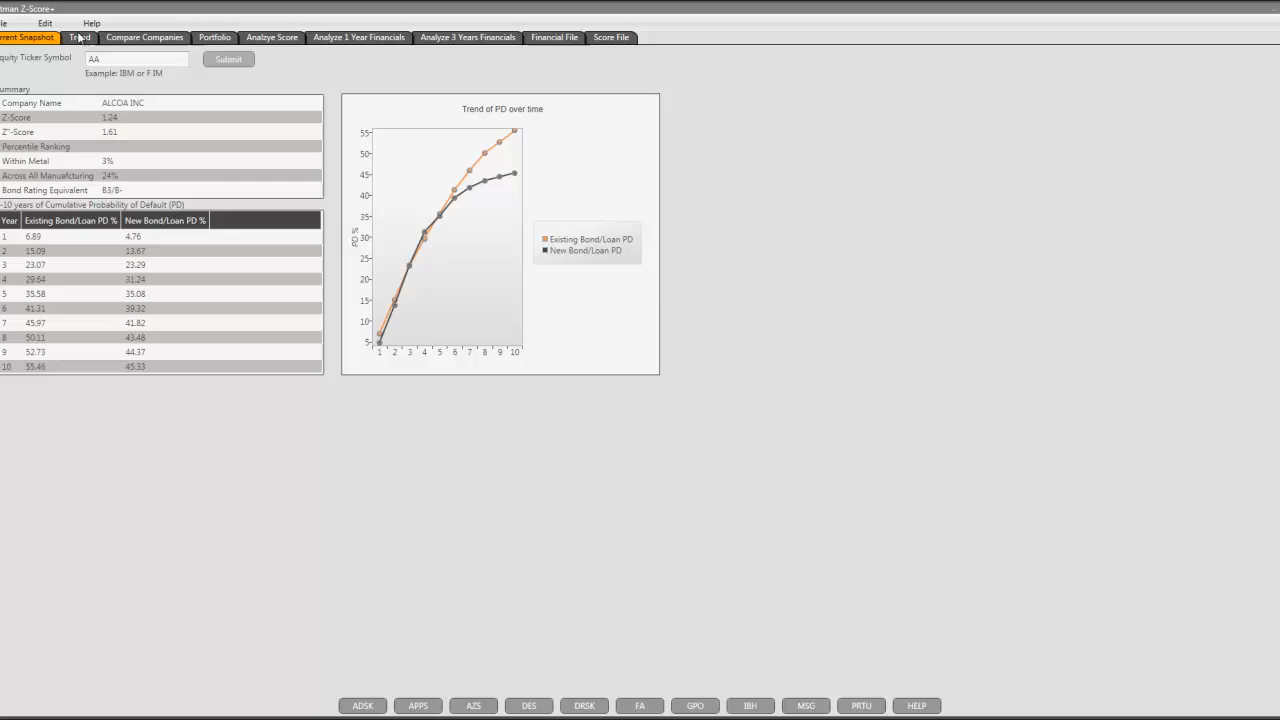 tman Z-Score+
le Edit Help
rrent Snapshot Trend Compare Companies Portfolio Analzye Score Analyze 1 Year Financials Analyze 3 Years Financials Financial File Score File
quity Ticker Symbol AA Submit
Example: IBM or F IM
ummary
Company Name ALCOA INC
Z-Score 1.24
Z''-Score 1.61
Percentile Ranking
Within Metal 3%
Across All Manuafcturing 24%
Bond Rating Equivalent B3/B-
-10 years of Cumulative Probability of Default (PD)
Year Existing Bond/Loan PD % New Bond/Loan PD %
1 6.89 4.76
2 15.09 13.67
3 23.07 23.29
4 29.64 31.24
5 35.58 35.08
6 41.31 39.32
7 45.97 41.82
8 50.11 43.48
9 52.73 44.37
10 55.46 45.33
Trend of PD over time
55
50
45
40
35
30
25
20
15
10
5
PD %
1 2 3 4 5 6 7 8 9 10
Existing Bond/Loan PD
New Bond/Loan PD
ADSK APPS AZS DES DRSK FA GPO IBH MSG PRTU HELP